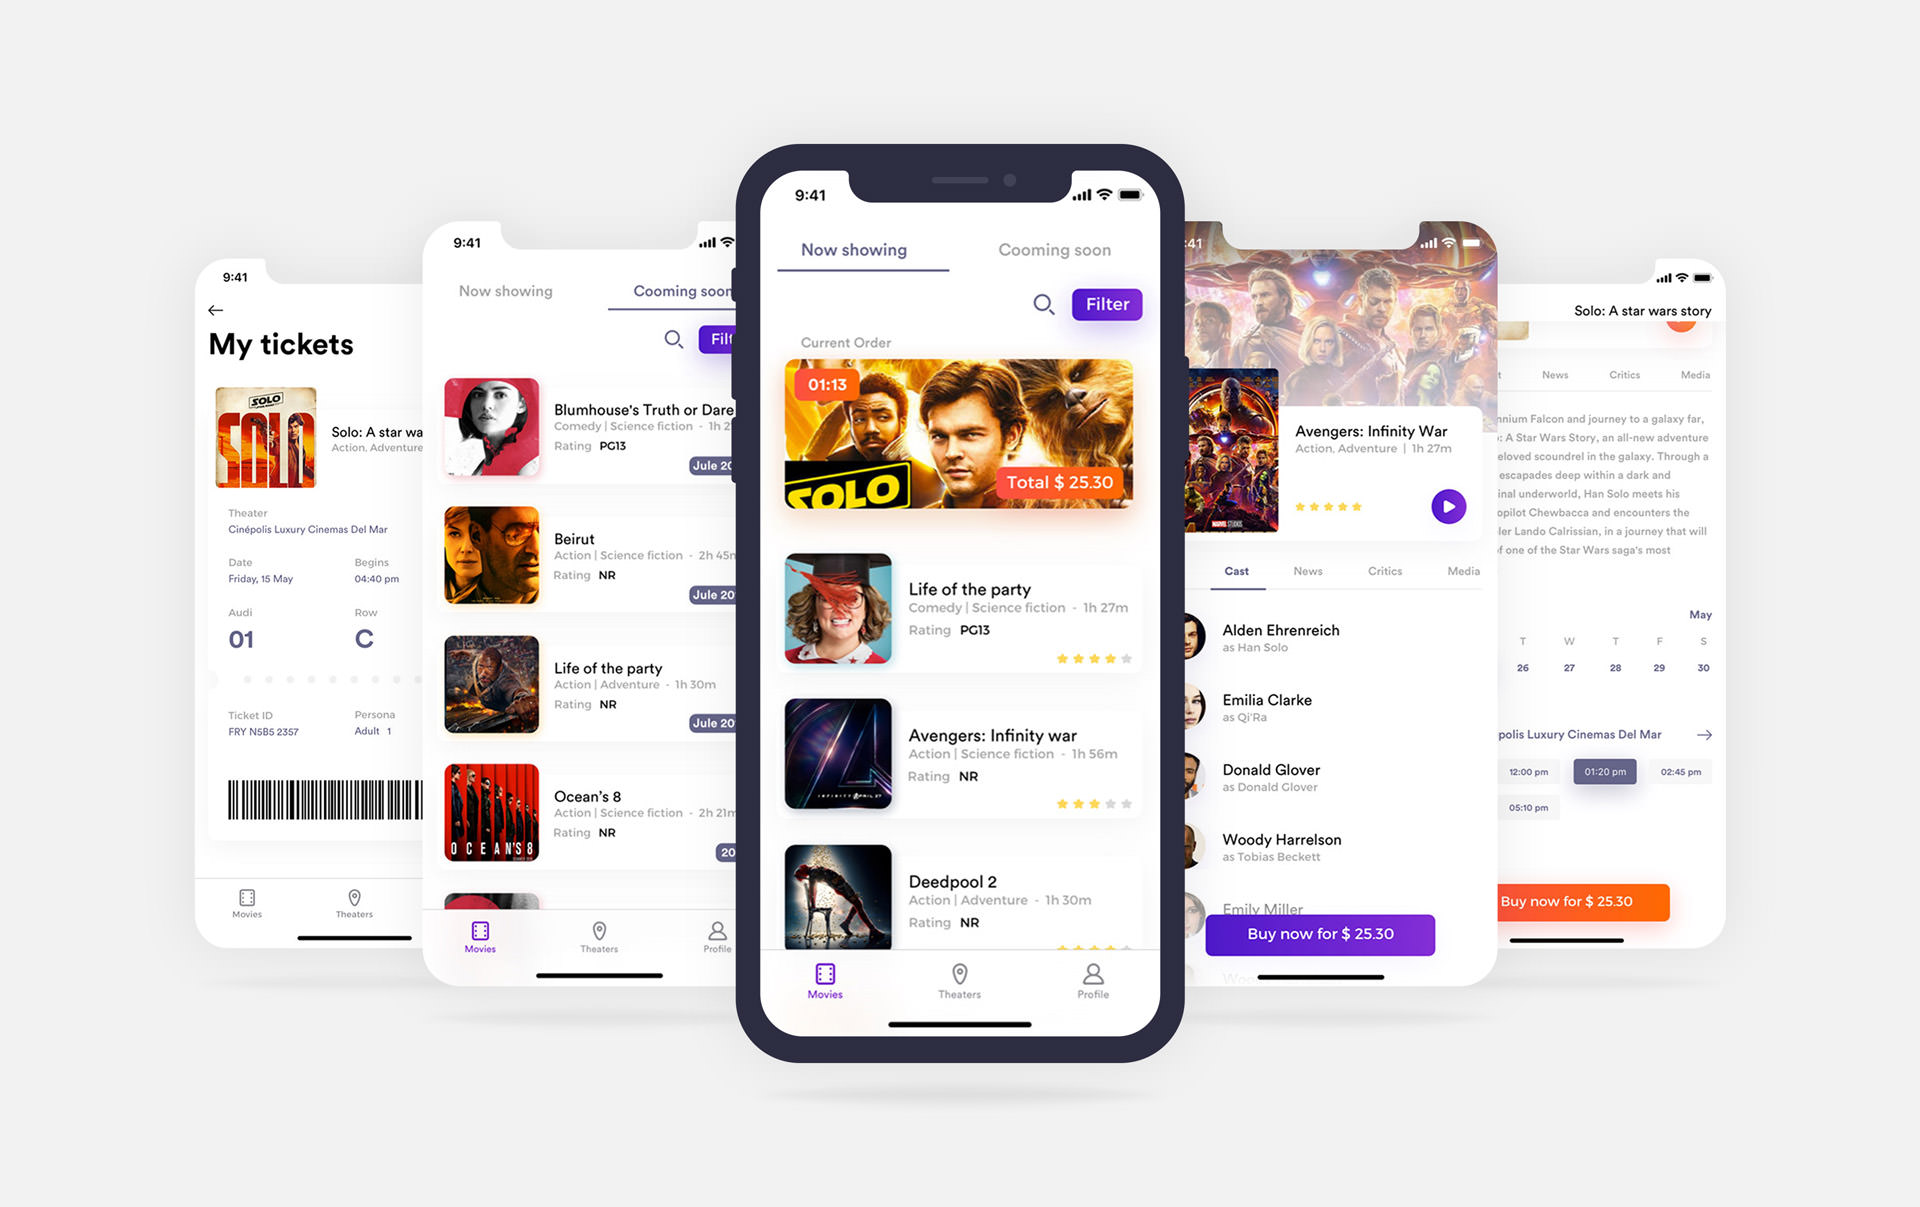 9:41
My tickets
SOLO
SOLO
Solo: A star wa
Action, Adventure
Theater
Cinépolis Luxury Cinemas Del Mar
Date
Begins
Friday, 15 May
04:40 pm
Audi
Row
01
C
Ticket ID
Persona
FRY N5B5 2357
Adult 1
Movies
Theaters
9:41
Now showing
Cooming soon
Filt
Blumhouse's Truth or Dare
Comedy | Science fiction - 1h 2
Rating PG13
Jule 20
Beirut
Action | Science fiction - 2h 45m
Rating NR
Jule 20
Life of the party
Action | Adventure - 1h 30m
Rating NR
Jule 20
OCEAN'S 8
Ocean's 8
Action | Science fiction - 2h 21m
Rating NR
20
Movies
Theaters
Profile
9:41
Now showing
Cooming soon
Filter
Current Order
01:13
SOLO
Total $ 25.30
Life of the party
Comedy | Science fiction - 1h 27m
Rating PG13
INFINITY APRIL 27
Avengers: Infinity war
Action | Science fiction - 1h 56m
Rating NR
Deedpool 2
Action | Adventure - 1h 30m
Rating NR
Movies
Theaters
Profile
:41
MARVEL STUDIOS
Avengers: Infinity War
Action, Adventure | 1h 27m
Cast
News
Critics
Media
Alden Ehrenreich
as Han Solo
Emilia Clarke
as Qi'Ra
Donald Glover
as Donald Glover
Woody Harrelson
as Tobias Beckett
Emily Miller
Buy now for $ 25.30
Woo
Solo: A star wars story
t
News
Critics
Media
nnium Falcon and journey to a galaxy far,
: A Star Wars Story, an all-new adventure
eloved scoundrel in the galaxy. Through a
escapades deep within a dark and
inal underworld, Han Solo meets his
opilot Chewbacca and encounters the
ler Lando Calrissian, in a journey that will
f one of the Star Wars saga's most
May
T W T F S
26 27 28 29 30
polis Luxury Cinemas Del Mar
12:00 pm
01:20 pm
02:45 pm
05:10 pm
Buy now for $ 25.30